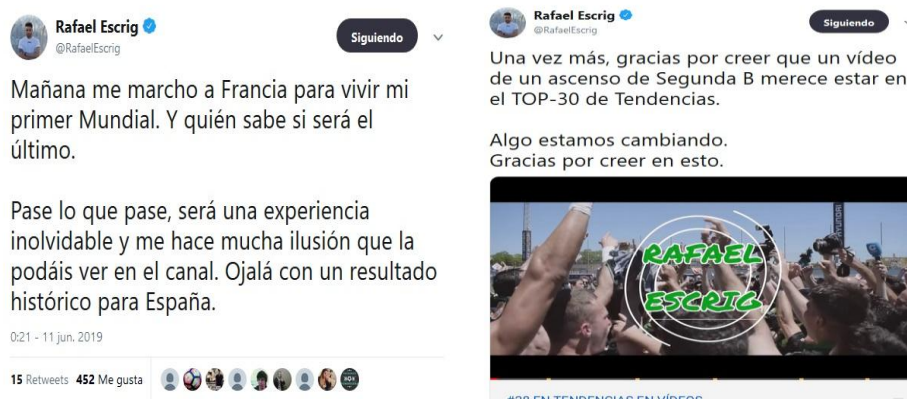 Rafael Escrig
@RafaelEscrig
Siguiendo
Mañana me marcho a Francia para vivir mi
primer Mundial. Y quién sabe si será el
último.
Pase lo que pase, será una experiencia
inolvidable y me hace mucha ilusión que la
podáis ver en el canal. Ojalá con un resultado
histórico para España.
0:21 - 11 jun. 2019
15 Retweets 452 Me gusta
Rafael Escrig
@RafaelEscrig
Siguiendo
Una vez más, gracias por creer que un vídeo
de un ascenso de Segunda B merece estar en
el TOP-30 de Tendencias.
Algo estamos cambiando.
Gracias por creer en esto.
RAFAEL
ESCRIG
EN TENDENCIAS EN VÍDEOS